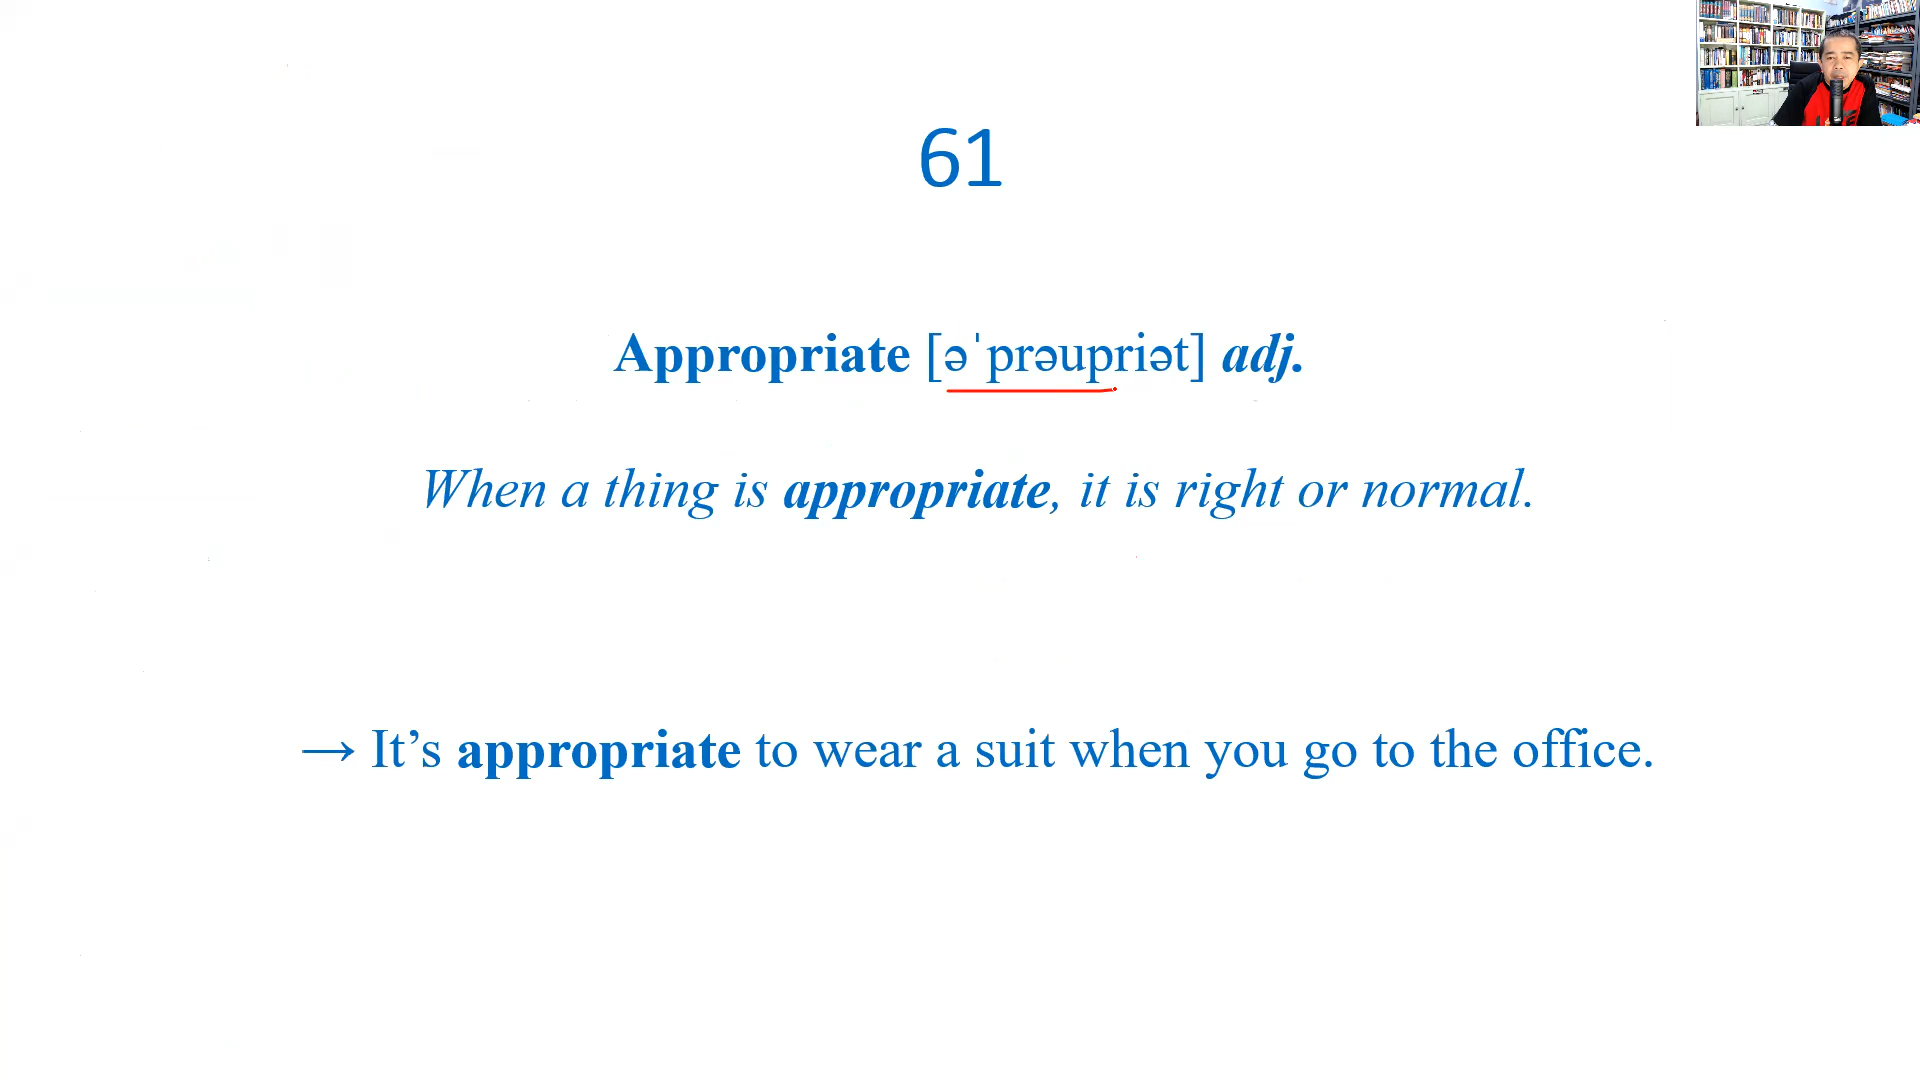 61
Appropriate [əˈprəupriət] adj.
When a thing is appropriate, it is right or normal.
→ It’s appropriate to wear a suit when you go to the office.